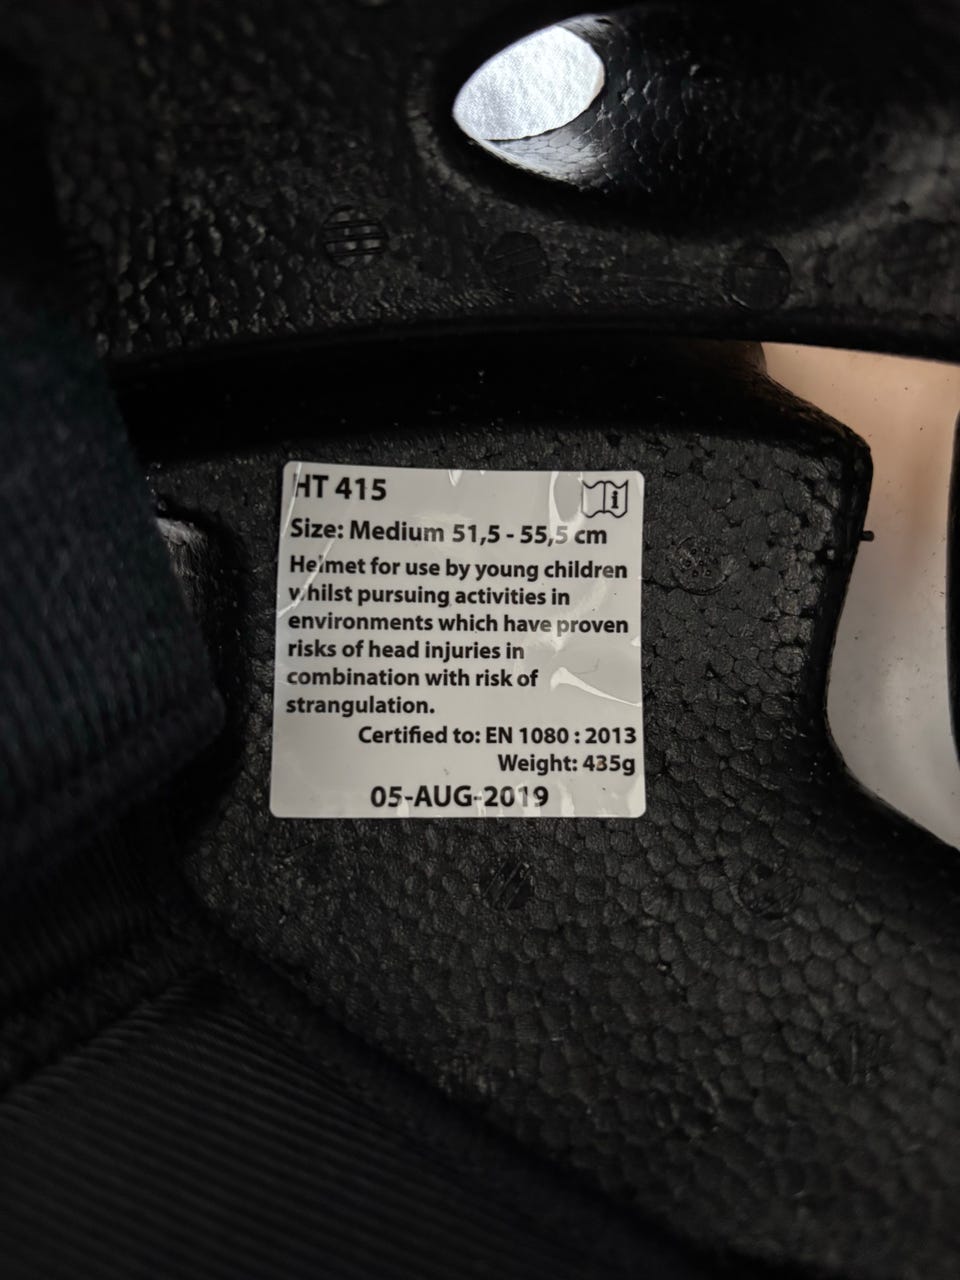 HT 415
i
Size: Medium 51,5 - 55,5 cm
Helmet for use by young children
whilst pursuing activities in
environments which have proven
risks of head injuries in
combination with risk of
strangulation.
Certified to: EN 1080 : 2013
Weight: 435g
05-AUG-2019